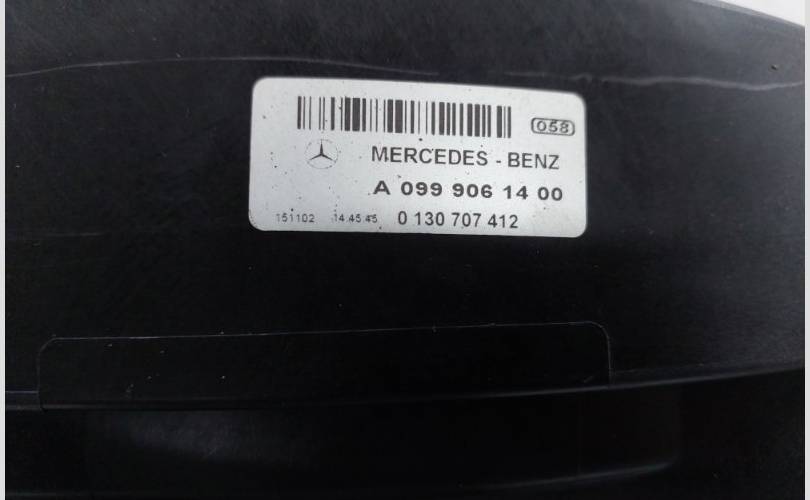 058
MERCEDES - BENZ
A 099 906 14 00
151102 14.45.45 0 130 707 412